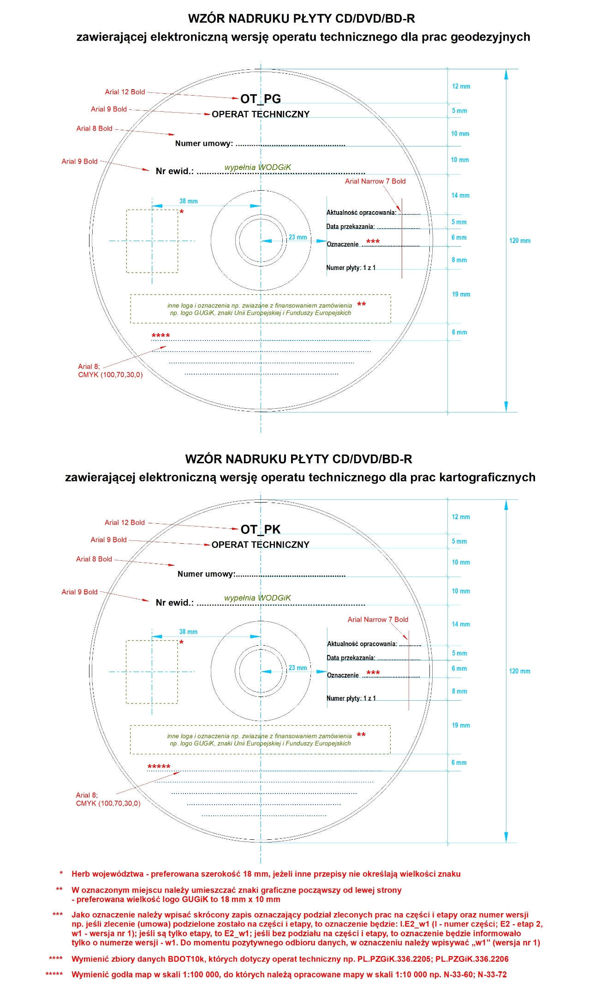 WZÓR NADRUKU PŁYTY CD/DVD/BD-R
zawierającej elektroniczną wersję operatu technicznego dla prac geodezyjnych
12 mm
Arial 12 Bold
OT_PG
Arial 9 Bold
OPERAT TECHNICZNY
5 mm
Arial 8 Bold
10 mm
Numer umowy: ..................................................
Arial 9 Bold
10 mm
wypełnia WODGiK
Nr ewid.: .....................................................................
Arial Narrow 7 Bold
14 mm
38 mm
*
Aktualność opracowania: ..............
5 mm
Data przekazania: ...........................
23 mm
6 mm
120 mm
Oznaczenie ....................................
***
8 mm
Numer płyty: 1 z 1
19 mm
inne loga i oznaczenia np. zwiazane z finansowaniem zamówienia **
np. logo GUGiK, znaki Unii Europejskiej i Funduszy Europejskich
6 mm
****
Arial 8;
CMYK (100,70,30,0)
WZÓR NADRUKU PŁYTY CD/DVD/BD-R
zawierającej elektroniczną wersję operatu technicznego dla prac kartograficznych
12 mm
Arial 12 Bold
OT_PK
Arial 9 Bold
OPERAT TECHNICZNY
5 mm
Arial 8 Bold
10 mm
Numer umowy:..................................................
Arial 9 Bold
10 mm
wypełnia WODGiK
Nr ewid.: .....................................................................
Arial Narrow 7 Bold
14 mm
38 mm
*
Aktualność opracowania: ..............
5 mm
Data przekazania: ...........................
23 mm
6 mm
120 mm
Oznaczenie ....................................
***
8 mm
Numer płyty: 1 z 1
19 mm
inne loga i oznaczenia np. zwiazane z finansowaniem zamówienia **
np. logo GUGiK, znaki Unii Europejskiej i Funduszy Europejskich
6 mm
*****
Arial 8;
CMYK (100,70,30,0)
* Herb województwa - preferowana szerokość 18 mm, jeżeli inne przepisy nie określają wielkości znaku
** W oznaczonym miejscu należy umieszczać znaki graficzne począwszy od lewej strony
- preferowana wielkość logo GUGiK to 18 mm x 10 mm
*** Jako oznaczenie należy wpisać skrócony zapis oznaczający podział zleconych prac na części i etapy oraz numer wersji
np. jeśli zlecenie (umowa) podzielone zostało na części i etapy, to oznaczenie będzie: I.E2_w1 (I - numer części; E2 - etap 2,
w1 - wersja nr 1); jeśli są tylko etapy, to E2_w1; jeśli bez podziału na części i etapy, to oznaczenie będzie informowało
tylko o numerze wersji - w1. Do momentu pozytywnego odbioru danych, w oznaczeniu należy wpisywać „w1” (wersja nr 1)
**** Wymienić zbiory danych BDOT10k, których dotyczy operat techniczny np. PL.PZGiK.336.2205; PL.PZGiK.336.2206
***** Wymienić godła map w skali 1:100 000, do których należą opracowane mapy w skali 1:10 000 np. N-33-60; N-33-72